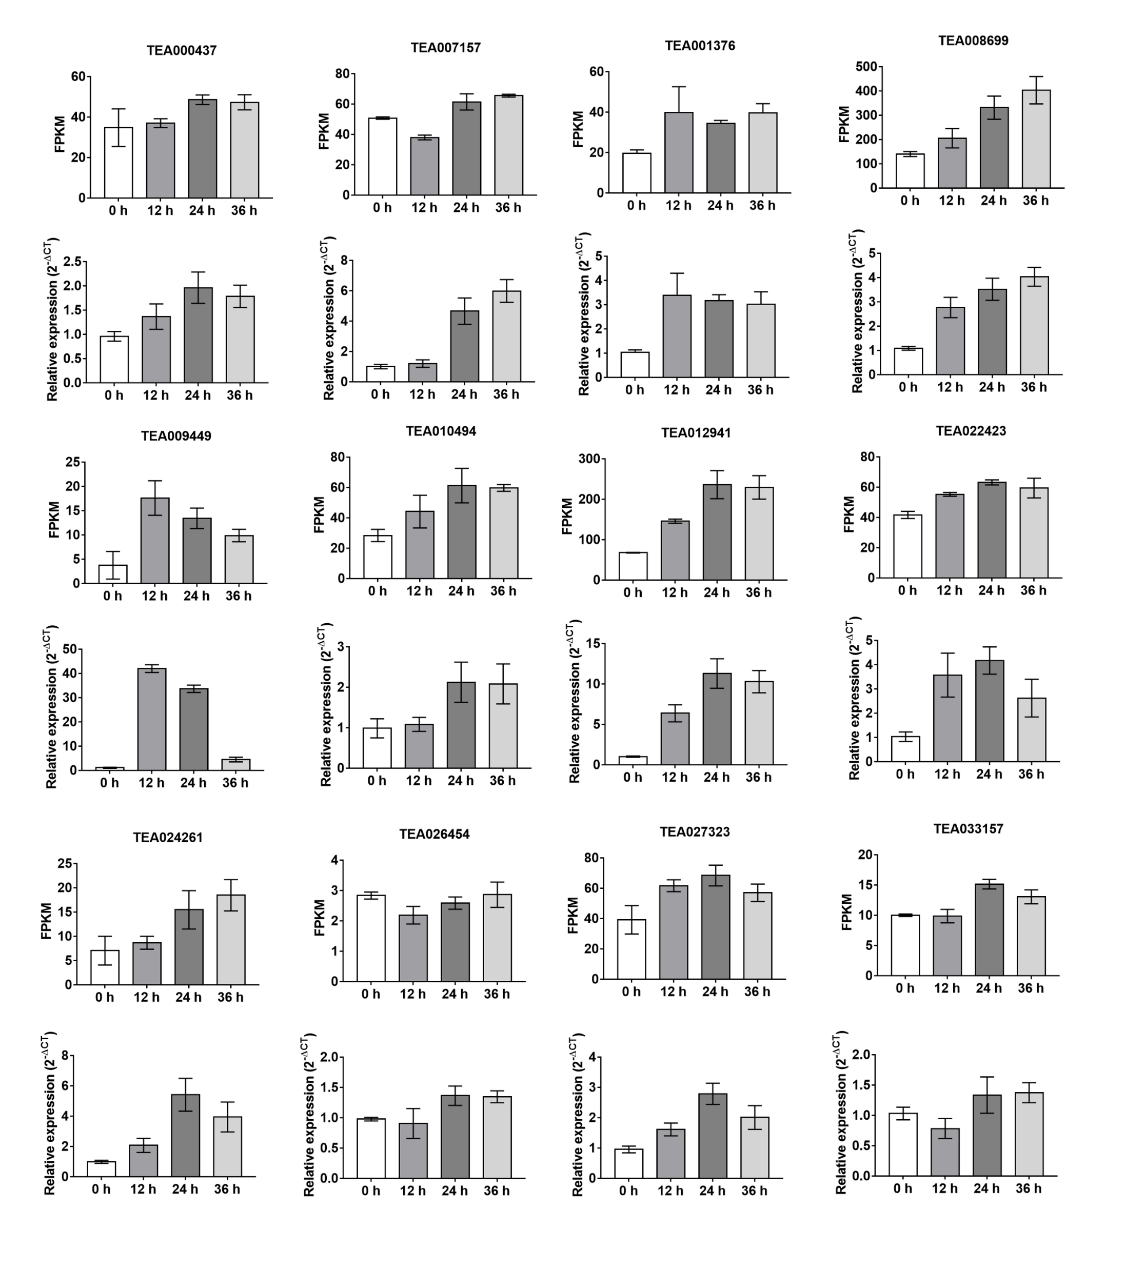 TEA000437
FPKM
60
40
20
0
0 h 12 h 24 h 36 h
TEA007157
FPKM
80
60
40
20
0
0 h 12 h 24 h 36 h
TEA001376
FPKM
60
40
20
0
0 h 12 h 24 h 36 h
TEA008699
FPKM
500
400
300
200
100
0
0 h 12 h 24 h 36 h
Relative expression (2-ΔCT)
2.5
2.0
1.5
1.0
0.5
0.0
0 h 12 h 24 h 36 h
Relative expression (2-ΔCT)
8
6
4
2
0
0 h 12 h 24 h 36 h
Relative expression (2-ΔCT)
5
4
3
2
1
0
0 h 12 h 24 h 36 h
Relative expression (2-ΔCT)
5
4
3
2
1
0
0 h 12 h 24 h 36 h
TEA009449
FPKM
25
20
15
10
5
0
0 h 12 h 24 h 36 h
TEA010494
FPKM
80
60
40
20
0
0 h 12 h 24 h 36 h
TEA012941
FPKM
300
200
100
0
0 h 12 h 24 h 36 h
TEA022423
FPKM
80
60
40
20
0
0 h 12 h 24 h 36 h
Relative expression (2-ΔCT)
50
40
30
20
10
0
0 h 12 h 24 h 36 h
Relative expression (2-ΔCT)
3
2
1
0
0 h 12 h 24 h 36 h
Relative expression (2-ΔCT)
15
10
5
0
0 h 12 h 24 h 36 h
Relative expression (2-ΔCT)
5
4
3
2
1
0
0 h 12 h 24 h 36 h
TEA024261
FPKM
25
20
15
10
5
0
0 h 12 h 24 h 36 h
TEA026454
FPKM
4
3
2
1
0
0 h 12 h 24 h 36 h
TEA027323
FPKM
80
60
40
20
0
0 h 12 h 24 h 36 h
TEA033157
FPKM
20
15
10
5
0
0 h 12 h 24 h 36 h
Relative expression (2-ΔCT)
8
6
4
2
0
0 h 12 h 24 h 36 h
Relative expression (2-ΔCT)
2.0
1.5
1.0
0.5
0.0
0 h 12 h 24 h 36 h
Relative expression (2-ΔCT)
4
3
2
1
0
0 h 12 h 24 h 36 h
Relative expression (2-ΔCT)
2.0
1.5
1.0
0.5
0.0
0 h 12 h 24 h 36 h